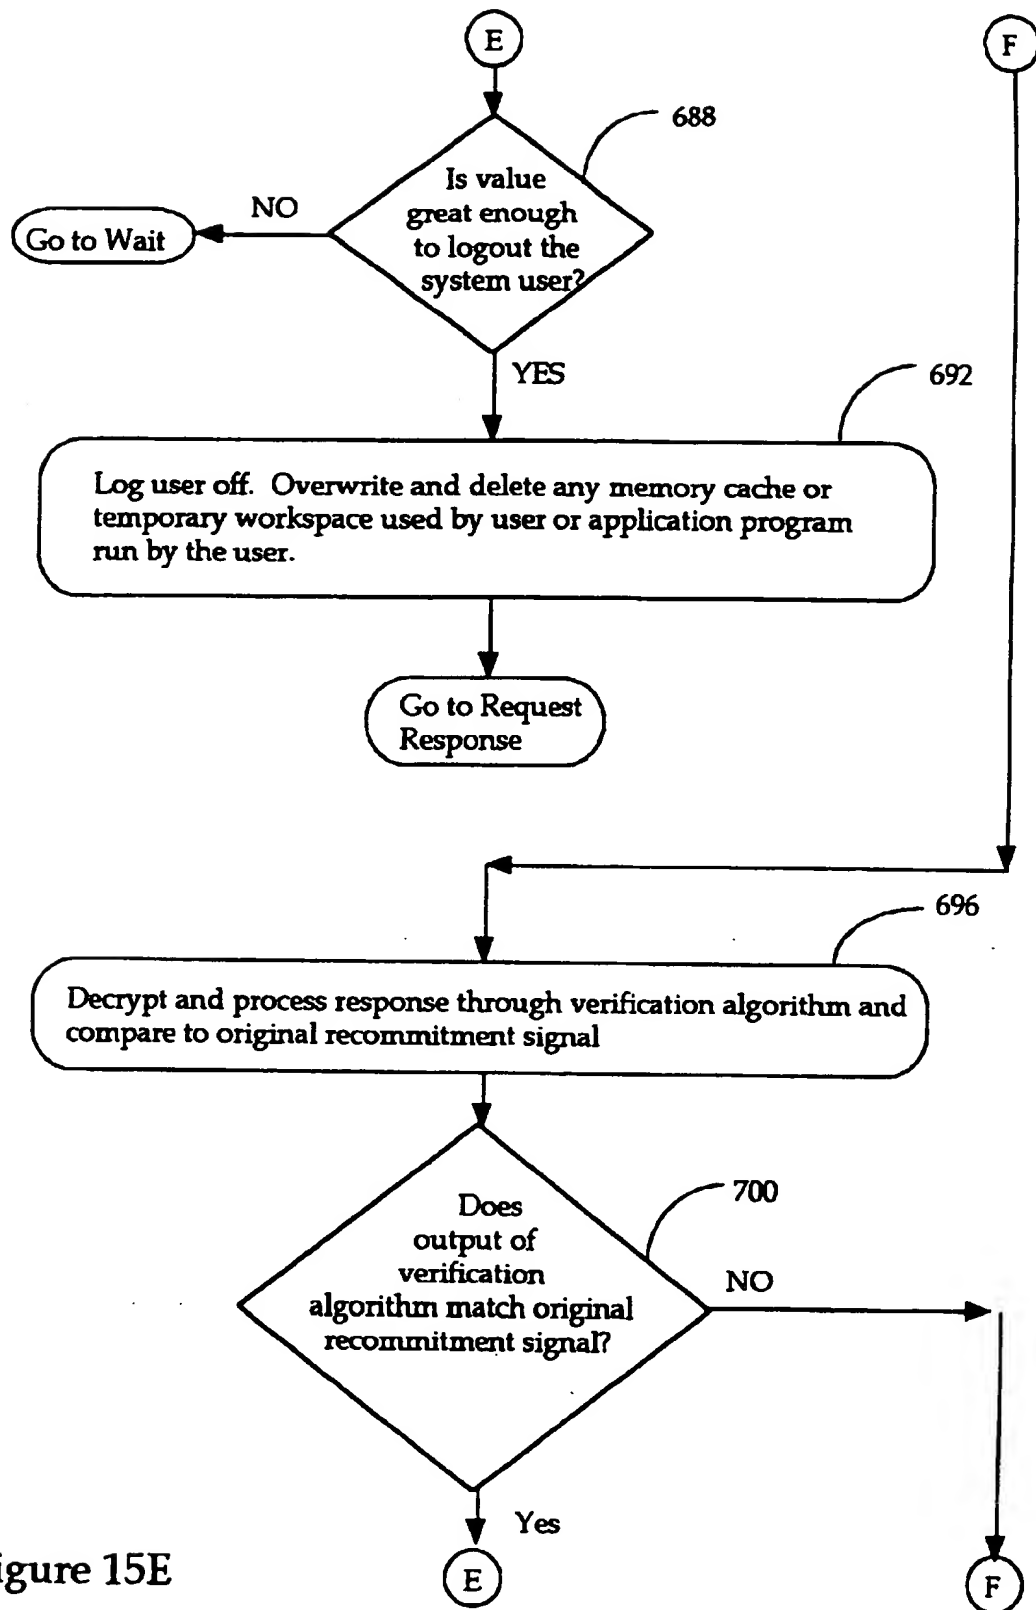 E
F
688
Is value
great enough
to logout the
system user?
NO
Go to Wait
YES
692
Log user off. Overwrite and delete any memory cache or
temporary workspace used by user or application program
run by the user.
Go to Request
Response
696
Decrypt and process response through verification algorithm and
compare to original recommitment signal
700
Does
output of
verification
algorithm match original
recommitment signal?
NO
Yes
igure 15E
E
F